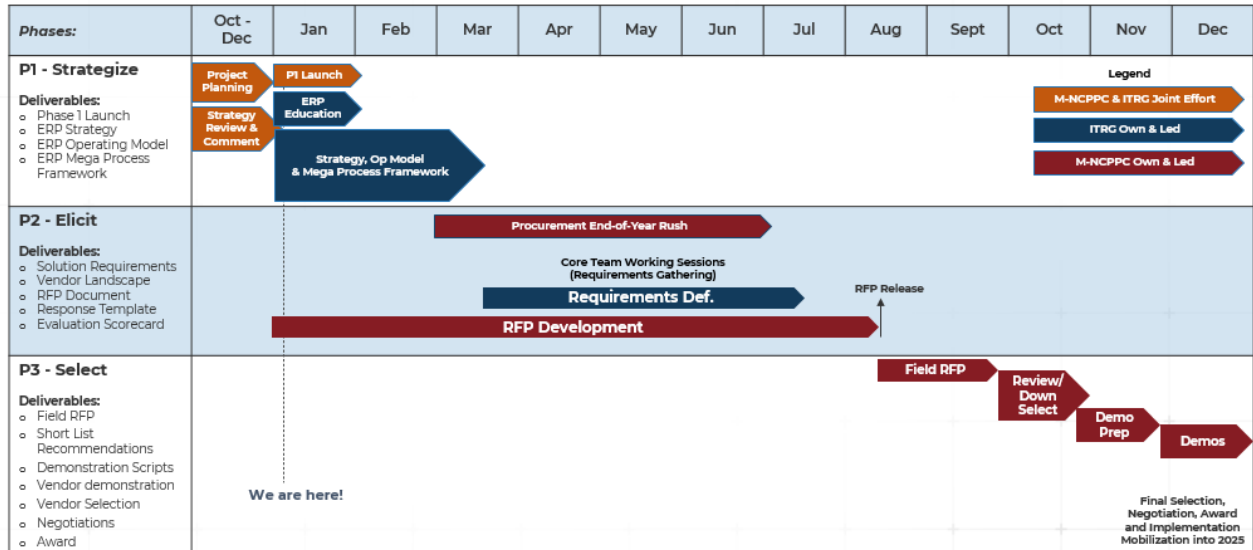 Phases:
Oct -
Dec
Jan
Feb
Mar
Apr
May
Jun
Jul
Aug
Sept
Oct
Nov
Dec
P1 - Strategize
Deliverables:
Phase 1 Launch
ERP Strategy
ERP Operating Model
ERP Mega Process
Framework
Project
Planning
Strategy
Review &
Comment
P1 Launch
ERP
Education
Strategy, Op Model
& Mega Process Framework
Legend
M-NCPPC & ITRG Joint Effort
ITRG Own & Led
M-NCPPC Own & Led
P2 - Elicit
Deliverables:
Solution Requirements
Vendor Landscape
RFP Document
Response Template
Evaluation Scorecard
Procurement End-of-Year Rush
Core Team Working Sessions
(Requirements Gathering)
Requirements Def.
RFP Development
RFP Release
P3 - Select
Deliverables:
Field RFP
Short List
Recommendations
Demonstration Scripts
Vendor demonstration
Vendor Selection
Negotiations
Award
Field RFP
Review/
Down
Select
Demo
Prep
Demos
We are here!
Final Selection,
Negotiation, Award
and Implementation
Mobilization into 2025